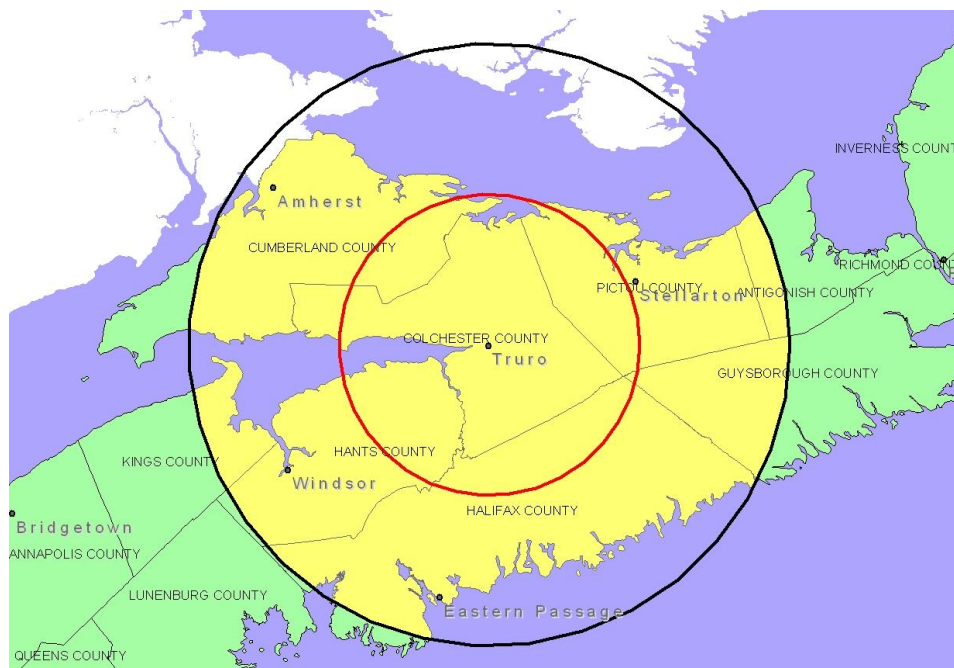 INVERNESS COUNT
Amherst
CUMBERLAND COUNTY
RICHMOND COUN
PICTOU COUNTY
ANTIGONISH COUNTY
Stellarton
COLCHESTER COUNTY
Truro
GUYSBOROUGH COUNTY
HANTS COUNTY
KINGS COUNTY
Windsor
HALIFAX COUNTY
Bridgetown
ANNAPOLIS COUNTY
LUNENBURG COUNTY
Eastern Passage
QUEENS COUNTY